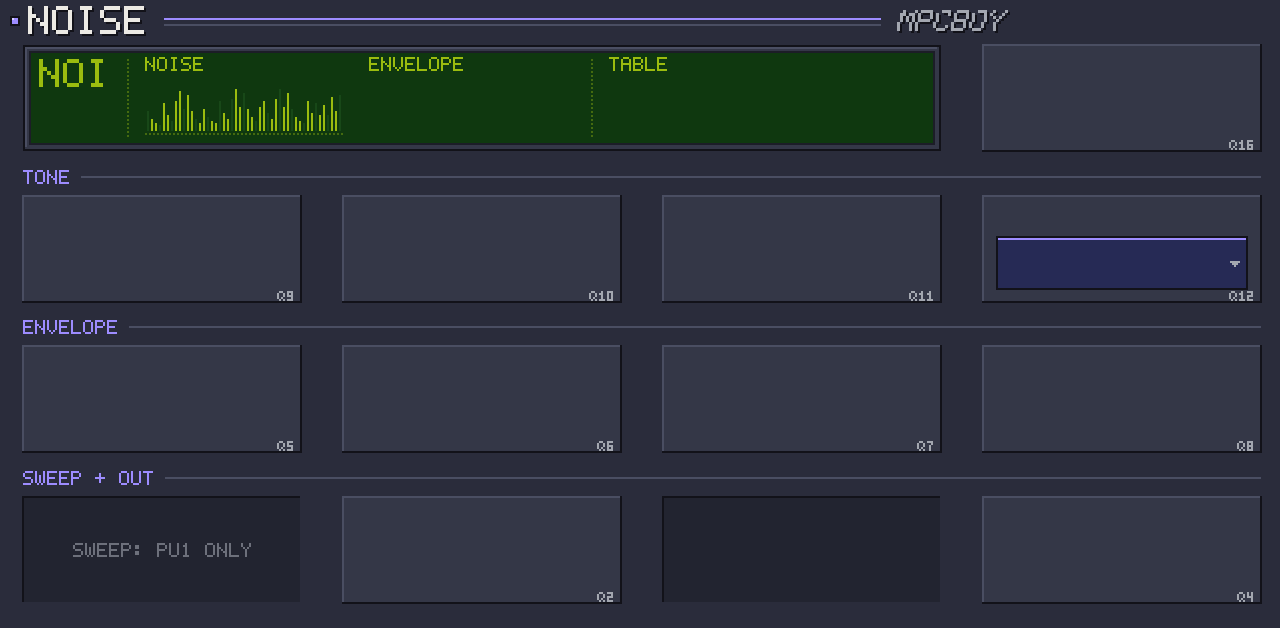 NOISE
MPCBOY
NOI NOISE ENVELOPE TABLE
Q16
TONE
Q9 Q10 Q11 Q12
ENVELOPE
Q5 Q6 Q7 Q8
SWEEP + OUT
SWEEP: PU1 ONLY
Q2 Q4